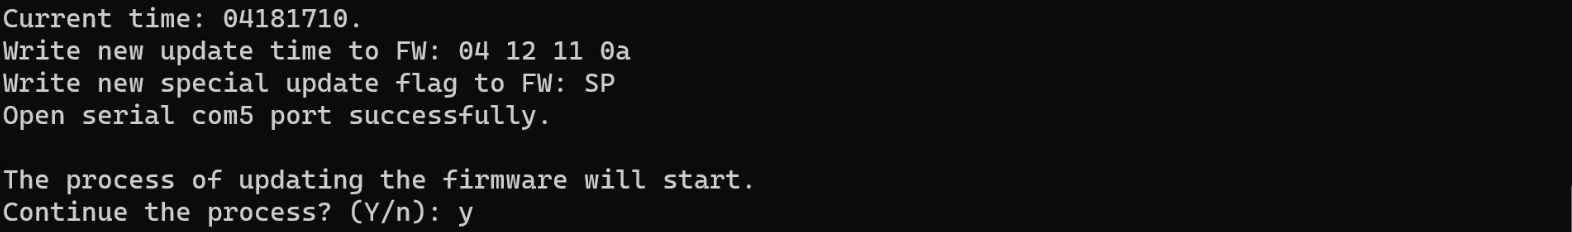 Current time: 04181710.
Write new update time to FW: 04 12 11 0a
Write new special update flag to FW: SP
Open serial com5 port successfully.
The process of updating the firmware will start.
Continue the process? (Y/n): y